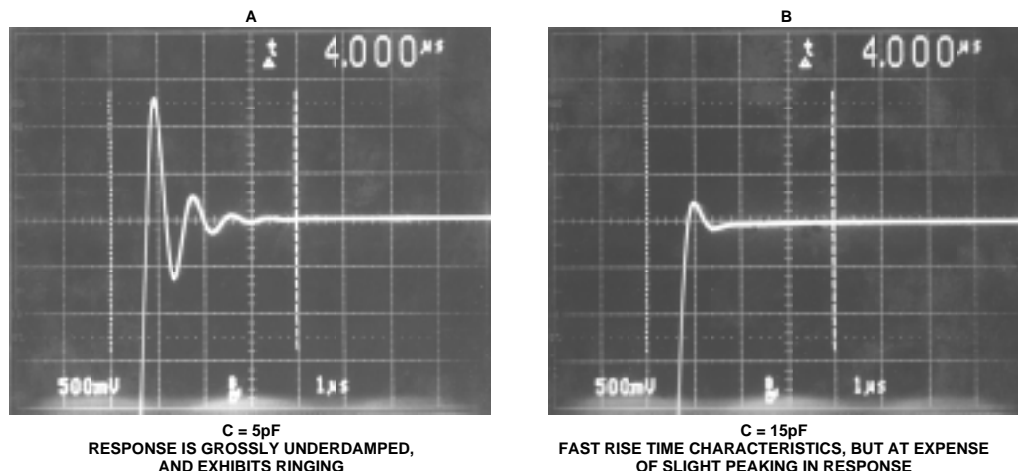 A
t
Δ
4.000µs
500mV
1µs
C = 5pF
RESPONSE IS GROSSLY UNDERDAMPED,
AND EXHIBITS RINGING
B
t
Δ
4.000µs
500mV
1µs
C = 15pF
FAST RISE TIME CHARACTERISTICS, BUT AT EXPENSE
OF SLIGHT PEAKING IN RESPONSE